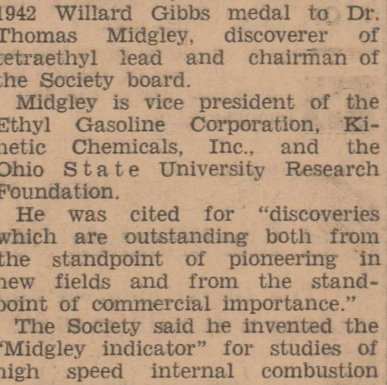 1942 Willard Gibbs medal to Dr.
Thomas Midgley, discoverer of
tetraethyl lead and chairman of
the Society board.
Midgley is vice president of the
Ethyl Gasoline Corporation, Ki-
netic Chemicals, Inc., and the
Ohio State University Research
Foundation.
He was cited for "discoveries
which are outstanding both from
the standpoint of pioneering in
new fields and from the stand-
point of commercial importance."
The Society said he invented the
"Midgley indicator" for studies of
high speed internal combustion